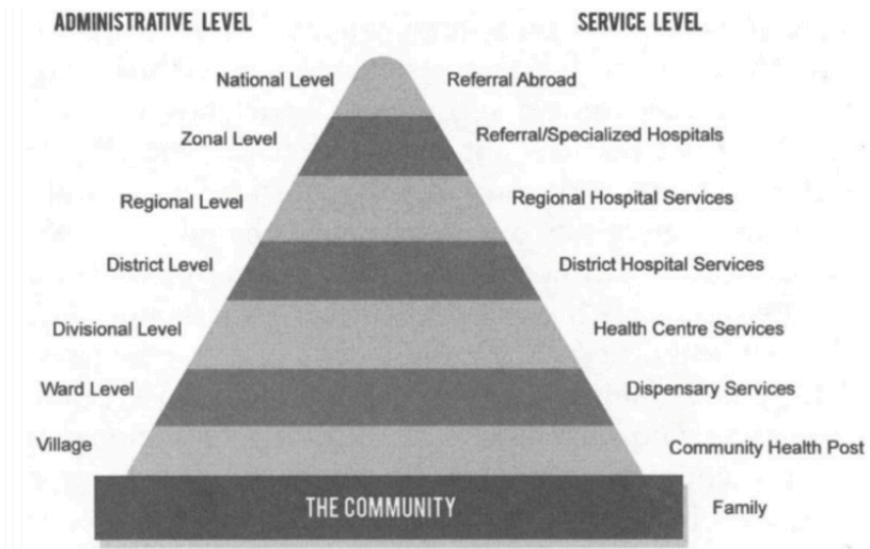 ADMINISTRATIVE LEVEL SERVICE LEVEL
National Level Referral Abroad
Zonal Level Referral/Specialized Hospitals
Regional Level Regional Hospital Services
District Level District Hospital Services
Divisional Level Health Centre Services
Ward Level Dispensary Services
Village Community Health Post
THE COMMUNITY Family